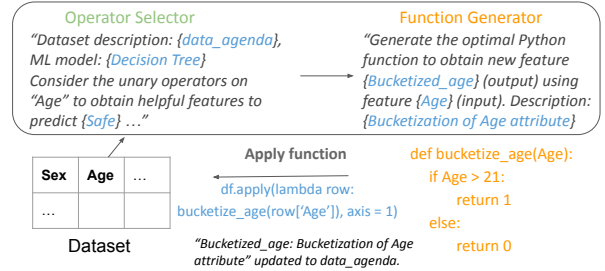 Operator Selector
“Dataset description: {data_agenda},
ML model: {Decision Tree}
Consider the unary operators on
“Age” to obtain helpful features to
predict {Safe} …”
Function Generator
“Generate the optimal Python
function to obtain new feature
{Bucketized_age} (output) using
feature {Age} (input). Description:
{Bucketization of Age attribute}
Sex Age …
…
Dataset
Apply function
df.apply(lambda row:
bucketize_age(row[‘Age’]), axis = 1)
“Bucketized_age: Bucketization of Age
attribute” updated to data_agenda.
def bucketize_age(Age):
if Age > 21:
return 1
else:
return 0